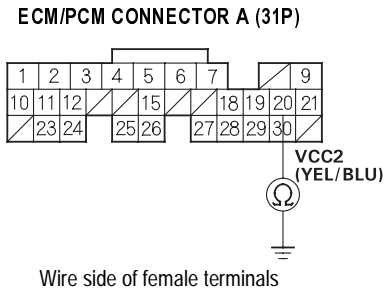 ECM/PCM CONNECTOR A (31P)
1 2 3 4 5 6 7 9
10 11 12 15 18 19 20 21
23 24 25 26 27 28 29 30
VCC2
(YEL/BLU)
Ω
Wire side of female terminals